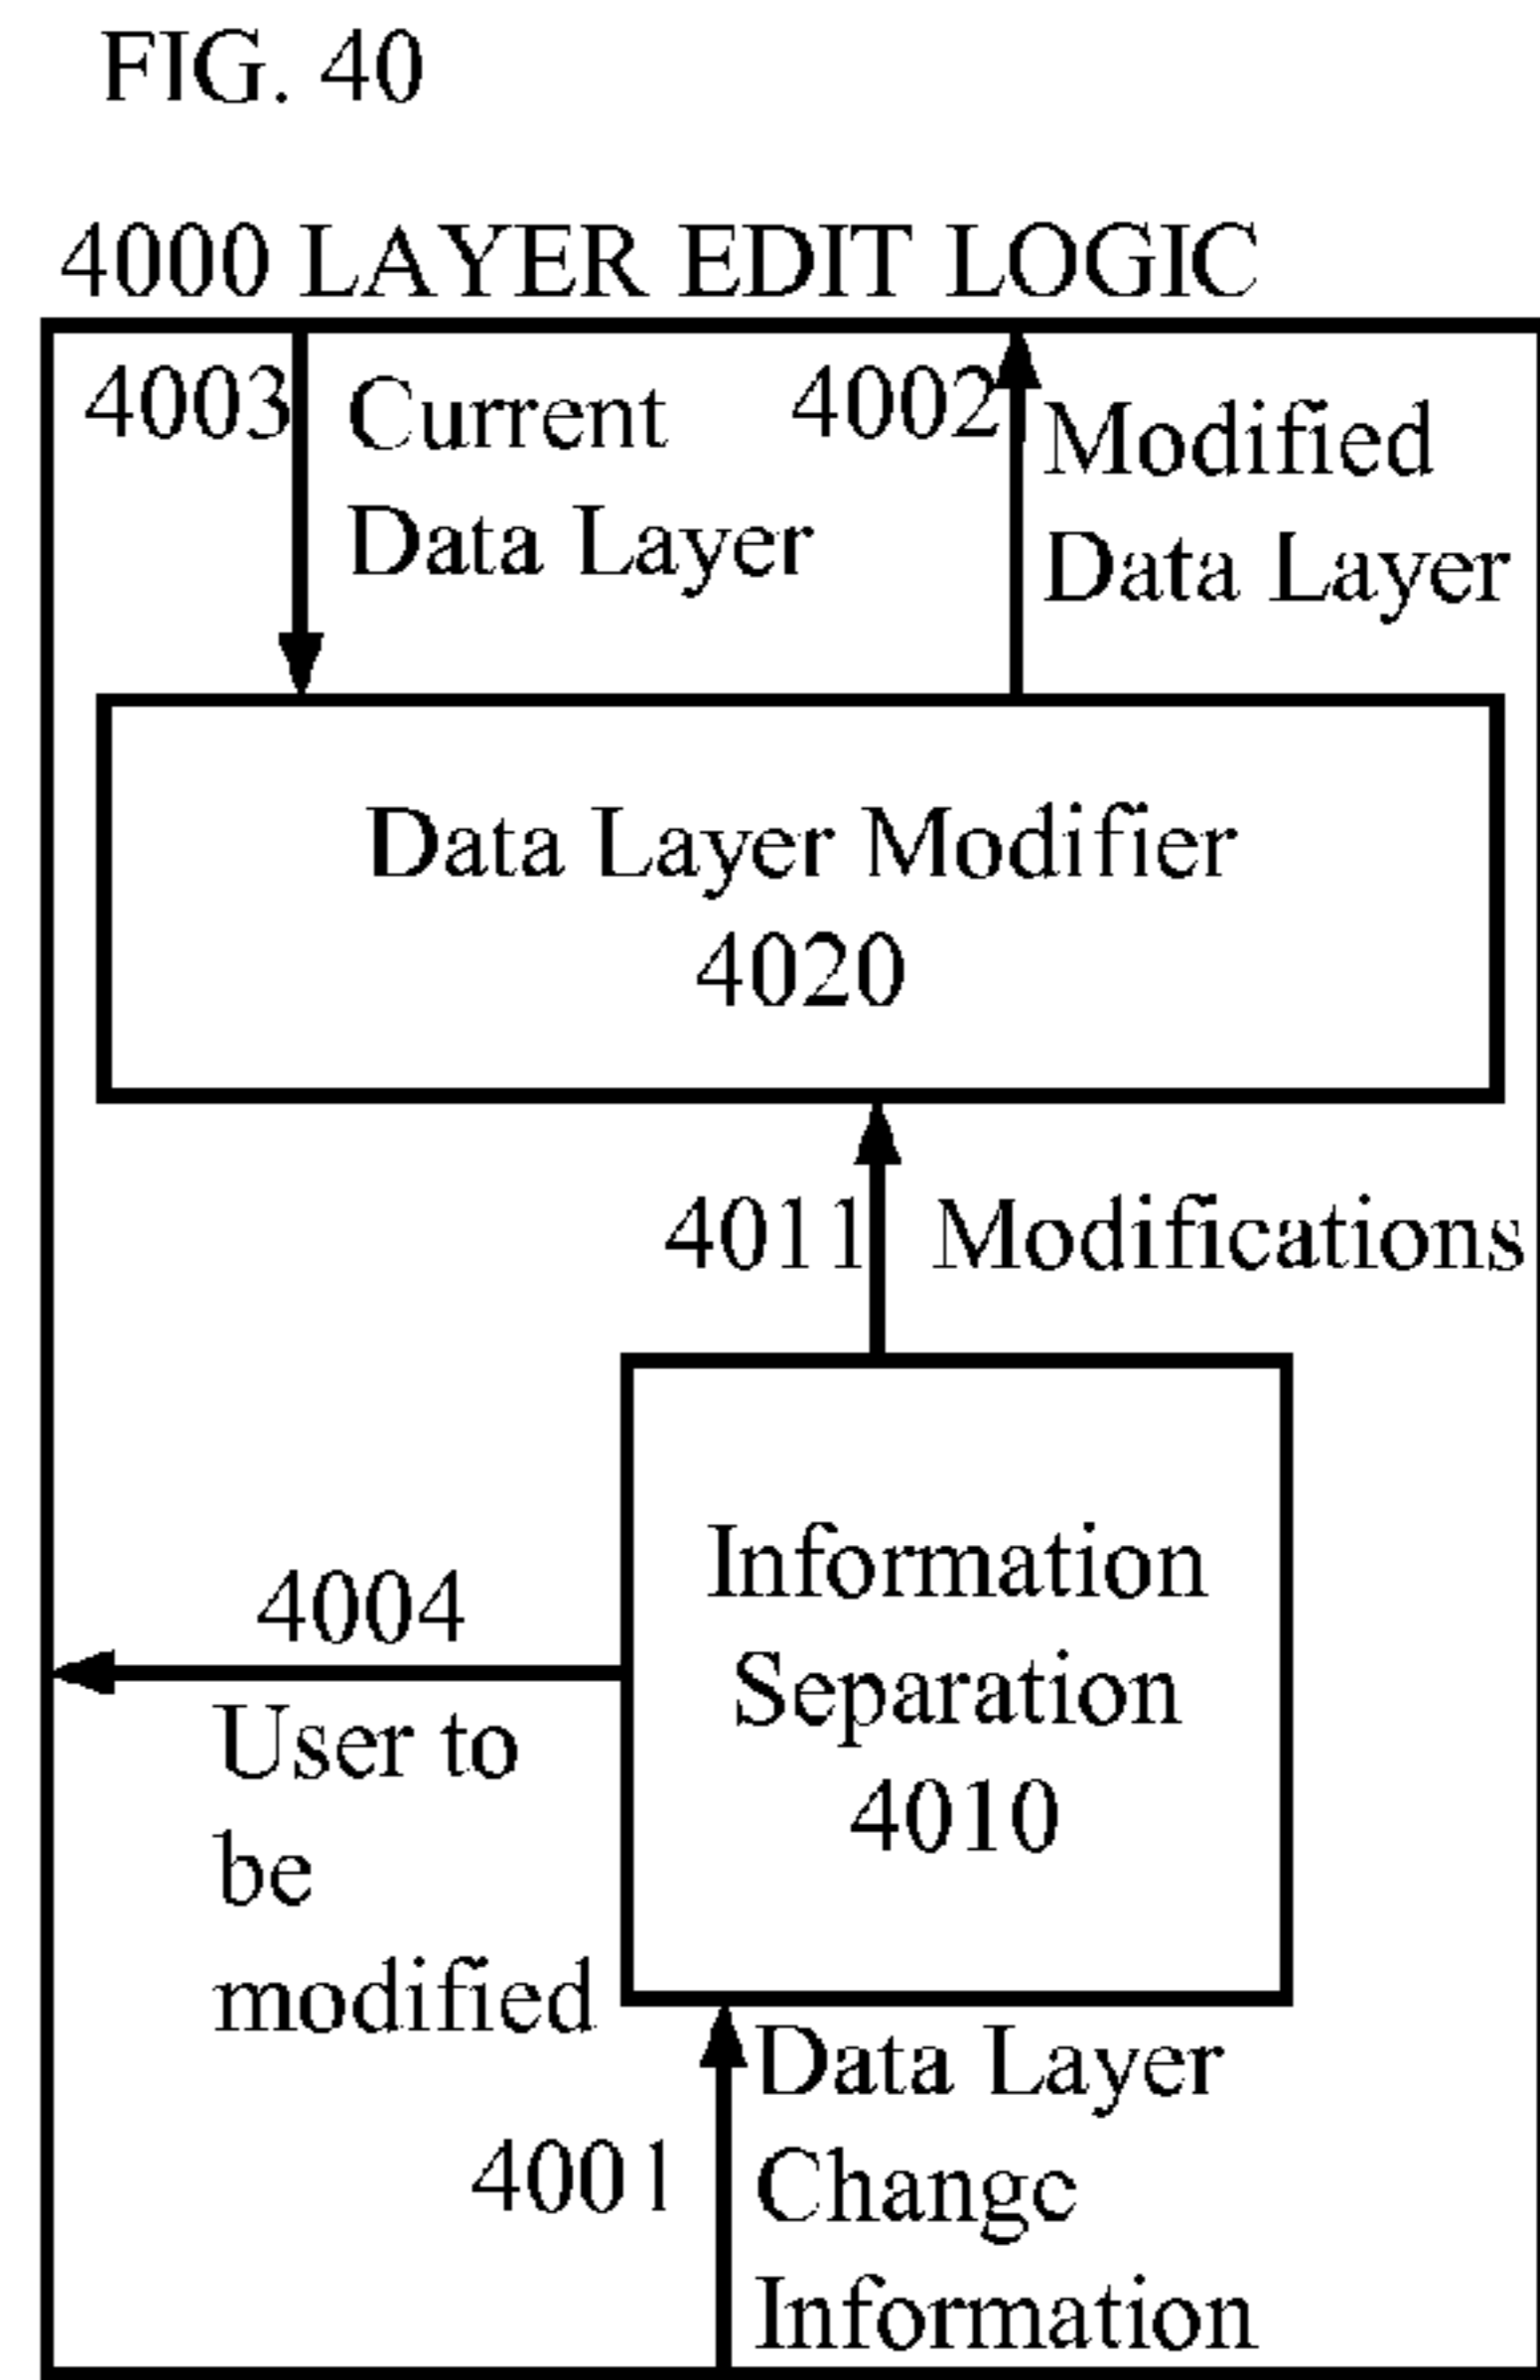 FIG. 40
4000 LAYER EDIT LOGIC
4003
Current
Data Layer
4002
Modified
Data Layer
Data Layer Modifier
4020
4011
Modifications
Information
Separation
4010
4004
User to
be
modified
4001
Data Layer
Change
Information